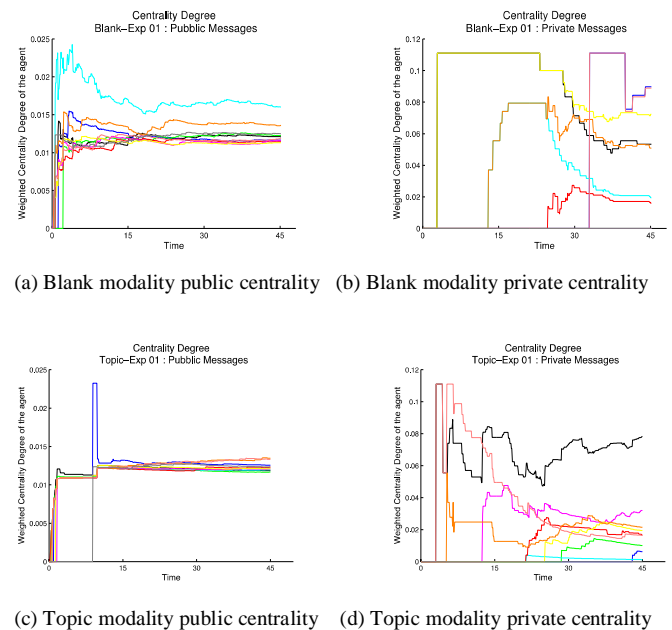 Centrality Degree
Blank−Exp 01 : Pubblic Messages
Weighted Centrality Degree of the agent
0.025
0.02
0.015
0.01
0.005
0
0
15
30
45
Time
Centrality Degree
Blank−Exp 01 : Private Messages
Weighted Centrality Degree of the agent
0.12
0.1
0.08
0.06
0.04
0.02
0
0
15
30
45
Time
(a) Blank modality public centrality
(b) Blank modality private centrality
Centrality Degree
Topic−Exp 01 : Pubblic Messages
Weighted Centrality Degree of the agent
0.025
0.02
0.015
0.01
0.005
0
0
15
30
45
Time
Centrality Degree
Topic−Exp 01 : Private Messages
Weighted Centrality Degree of the agent
0.12
0.1
0.08
0.06
0.04
0.02
0
0
15
30
45
Time
(c) Topic modality public centrality
(d) Topic modality private centrality